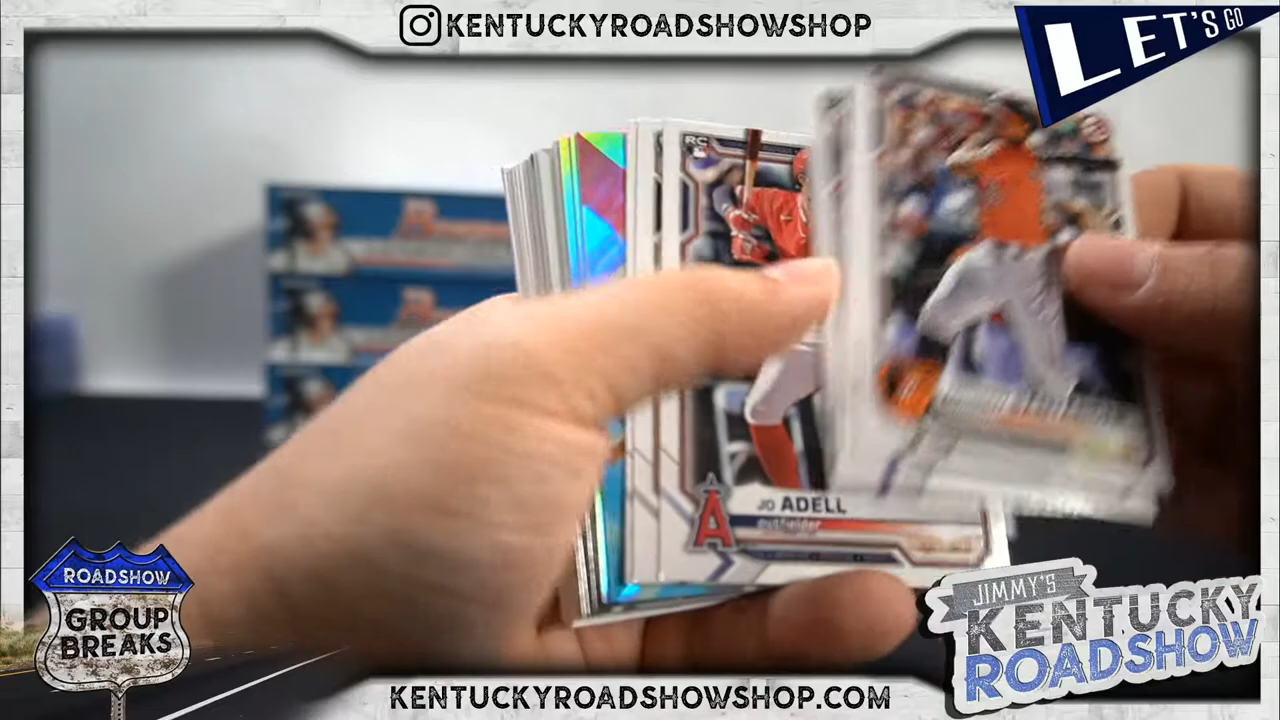 KENTUCKYROADSHOWSHOP
LET'S GO
RC
JO ADELL
outfielder
A
ROADSHOW
GROUP
BREAKS
JIMMY'S
KENTUCKY
ROADSHOW
KENTUCKYROADSHOWSHOP.COM